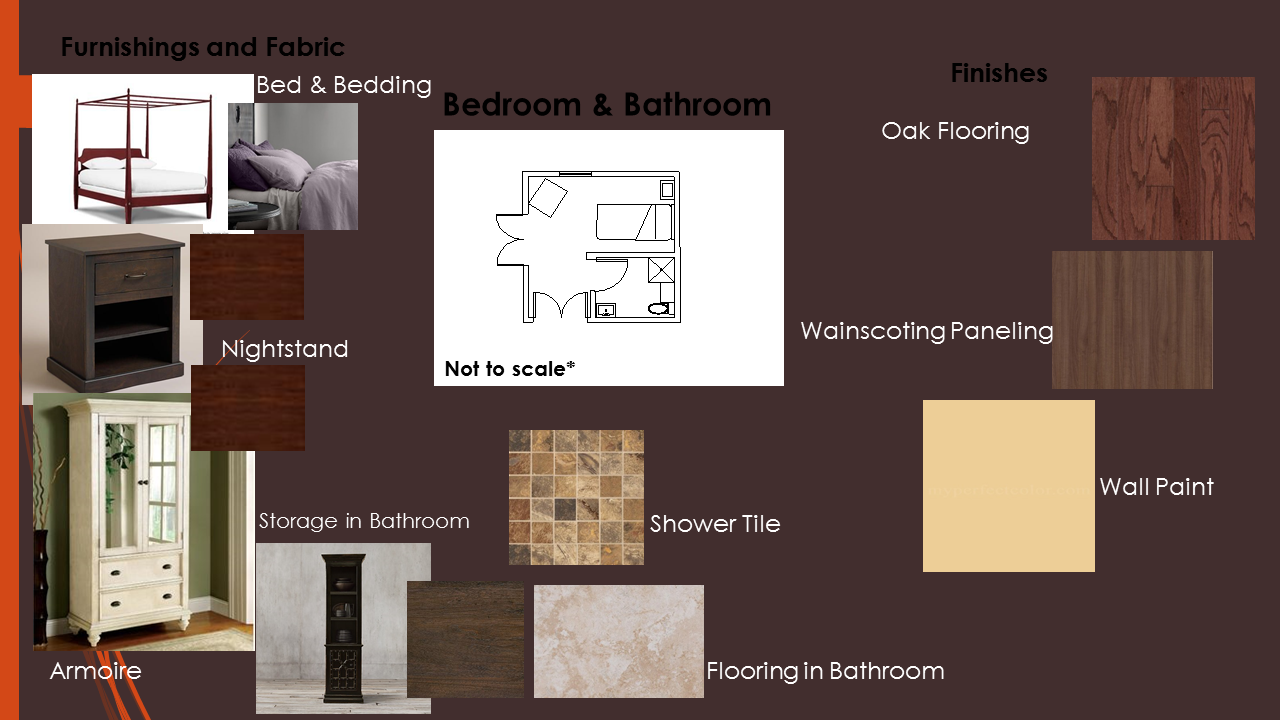 Furnishings and Fabric
Bed & Bedding
Bedroom & Bathroom
Finishes
Oak Flooring
Nightstand
Not to scale*
Wainscoting Paneling
Wall Paint
Storage in Bathroom
Shower Tile
Armoire
Flooring in Bathroom